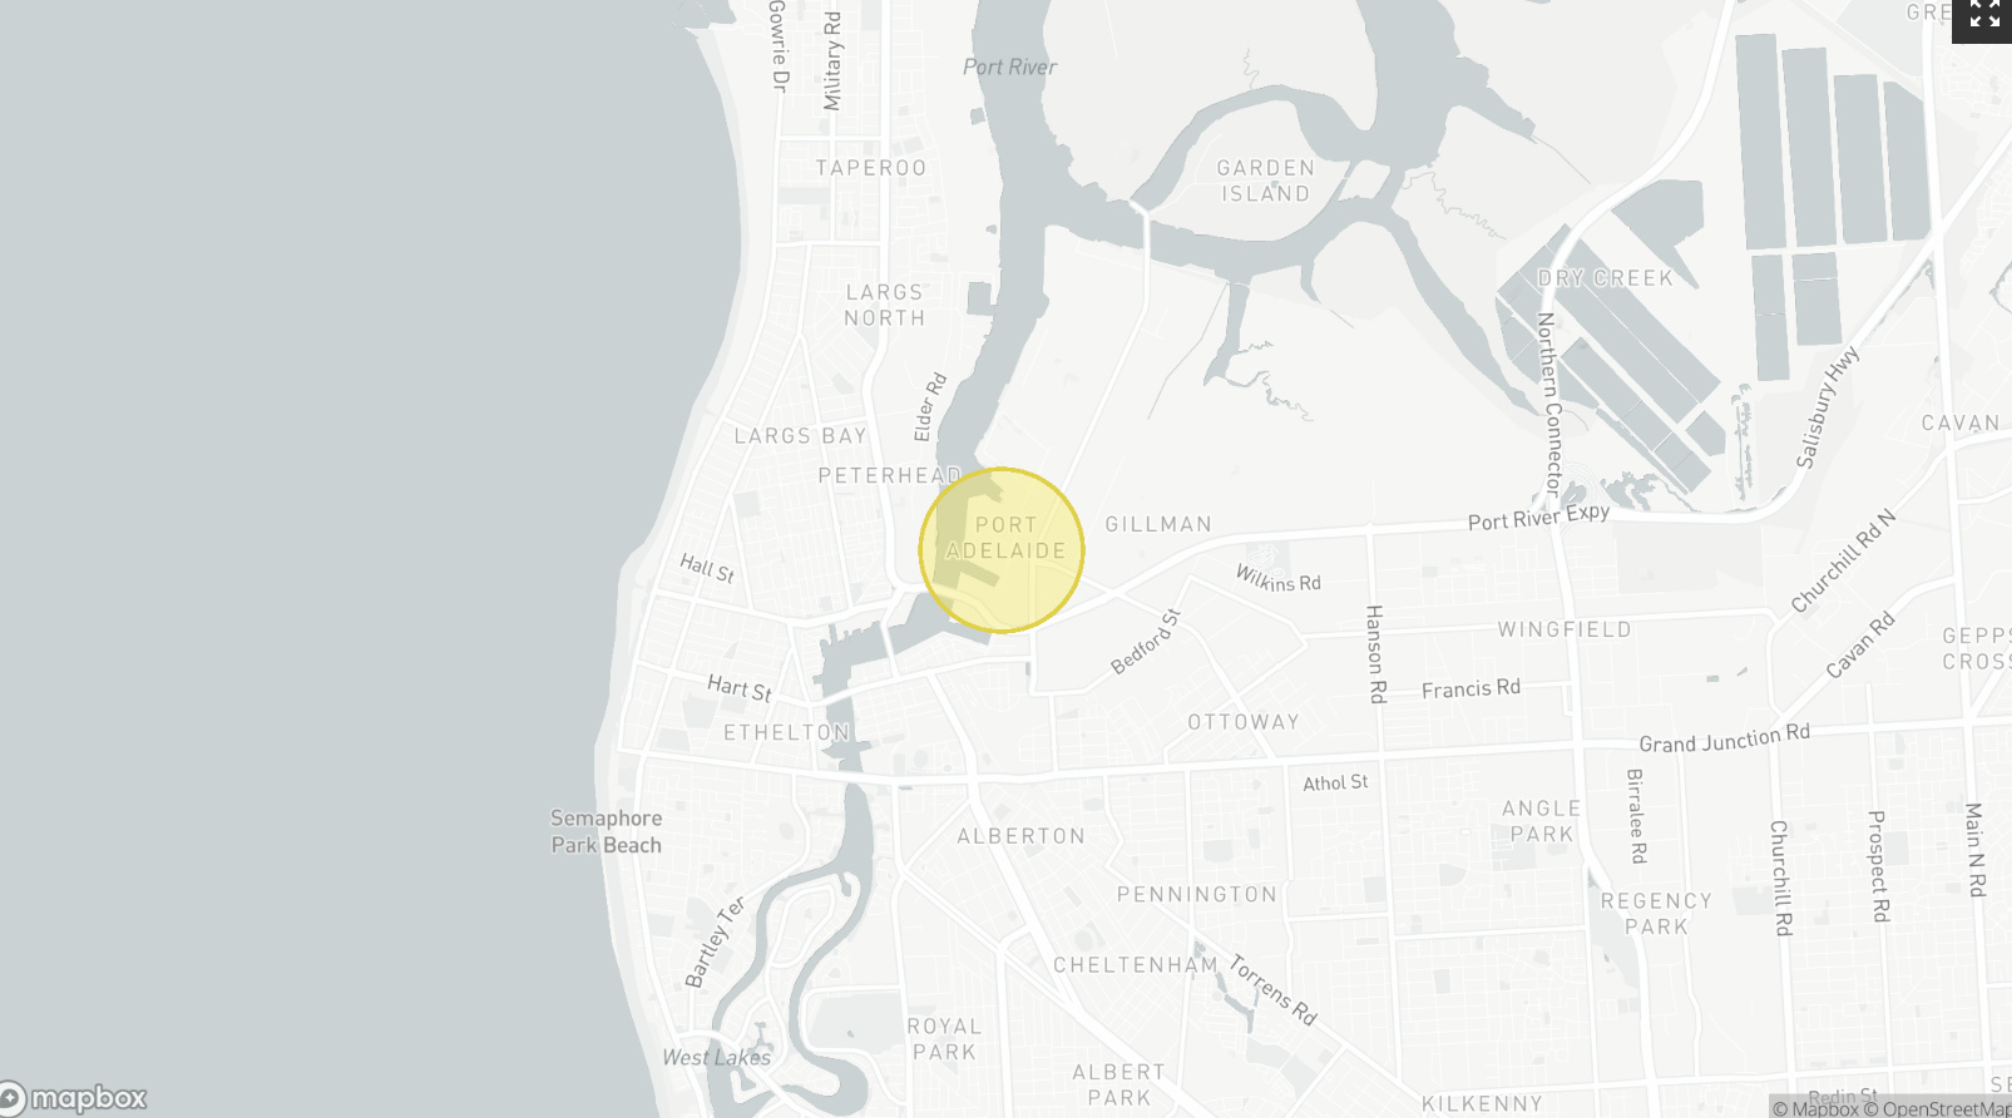 Gowrie Dr
Military Rd
Port River
GRE
TAPEROO
GARDEN
ISLAND
LARGS
NORTH
DRY CREEK
Northern Connector
Salisbury Hwy
Elder Rd
LARGS BAY
CAVAN
PETERHEAD
PORT
ADELAIDE
GILLMAN
Port River Expy
Churchill Rd N
Hall St
Wilkins Rd
Bedford St
Hanson Rd
WINGFIELD
Cavan Rd
GEPPS
CROSS
Hart St
Francis Rd
ETHELTON
OTTOWAY
Grand Junction Rd
Athol St
Birralee Rd
Semaphore
Park Beach
ALBERTON
ANGLE
PARK
Churchill Rd
Prospect Rd
Main N Rd
PENNINGTON
REGENCY
PARK
Bartley Ter
CHELTENHAM
Torrens Rd
ROYAL
PARK
West Lakes
ALBERT
PARK
KILKENNY
Redin St
SE
mapbox
© Mapbox © OpenStreetMap